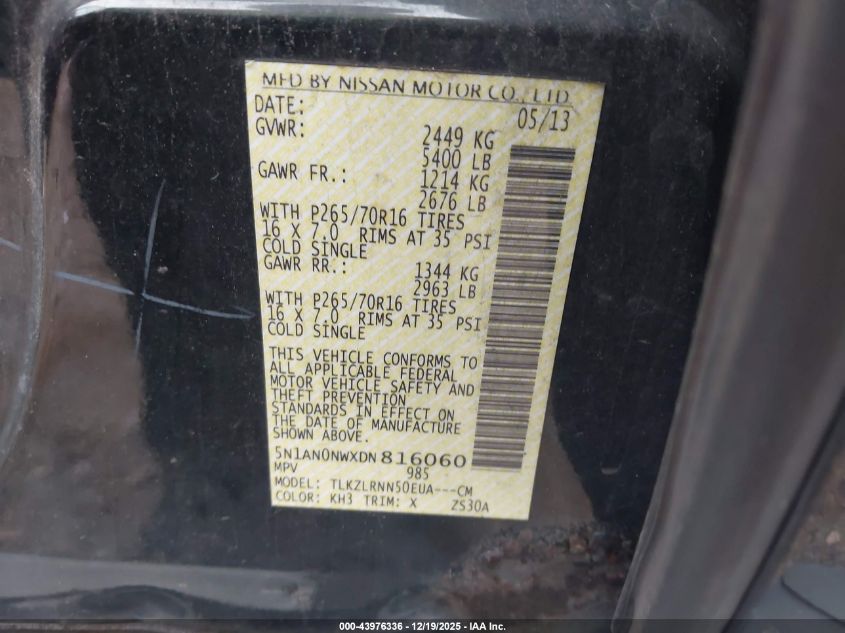 MFD BY NISSAN MOTOR CO., LTD.
DATE: 05/13
GVWR: 2449 KG
5400 LB
GAWR FR.: 1214 KG
2676 LB
WITH P265/70R16 TIRES
16 X 7.0 RIMS AT 35 PSI
COLD SINGLE
GAWR RR.: 1344 KG
2963 LB
WITH P265/70R16 TIRES
16 X 7.0 RIMS AT 35 PSI
COLD SINGLE
THIS VEHICLE CONFORMS TO
ALL APPLICABLE FEDERAL
MOTOR VEHICLE SAFETY AND
THEFT PREVENTION
STANDARDS IN EFFECT ON
THE DATE OF MANUFACTURE
SHOWN ABOVE.
5N1AN0NWXDN 816060
MPV 985
MODEL: TLKZLRNN50EUA---CM
COLOR: KH3 TRIM: X ZS30A
000-43976336 - 12/19/2025 - IAA Inc.